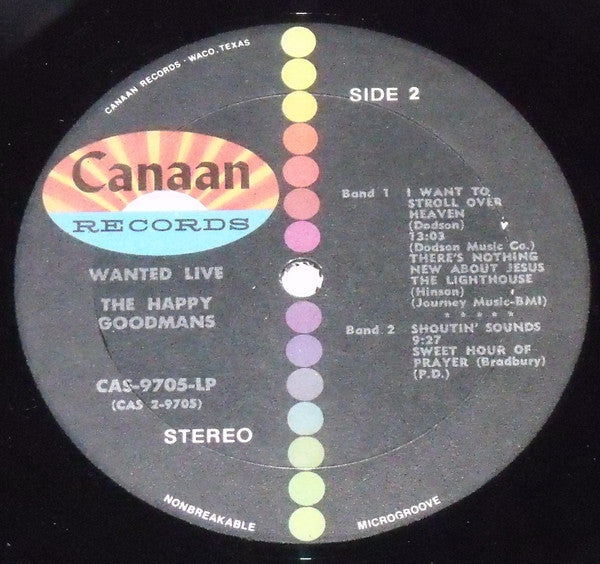 CANAAN RECORDS · WACO, TEXAS
Canaan
RECORDS
WANTED LIVE
THE HAPPY
GOODMANS
CAS-9705-LP
(CAS 2-9705)
STEREO
SIDE 2
Band 1 I WANT TO
STROLL OVER
HEAVEN
(Dodson)
13:03
(Dodson Music Co.)
THERE'S NOTHING
NEW ABOUT JESUS
THE LIGHTHOUSE
(Hinson)
(Journey Music-BMI)
* * * * *
Band 2 SHOUTIN' SOUNDS
9:27
SWEET HOUR OF
PRAYER (Bradbury)
(P.D.)
NONBREAKABLE
MICROGROOVE